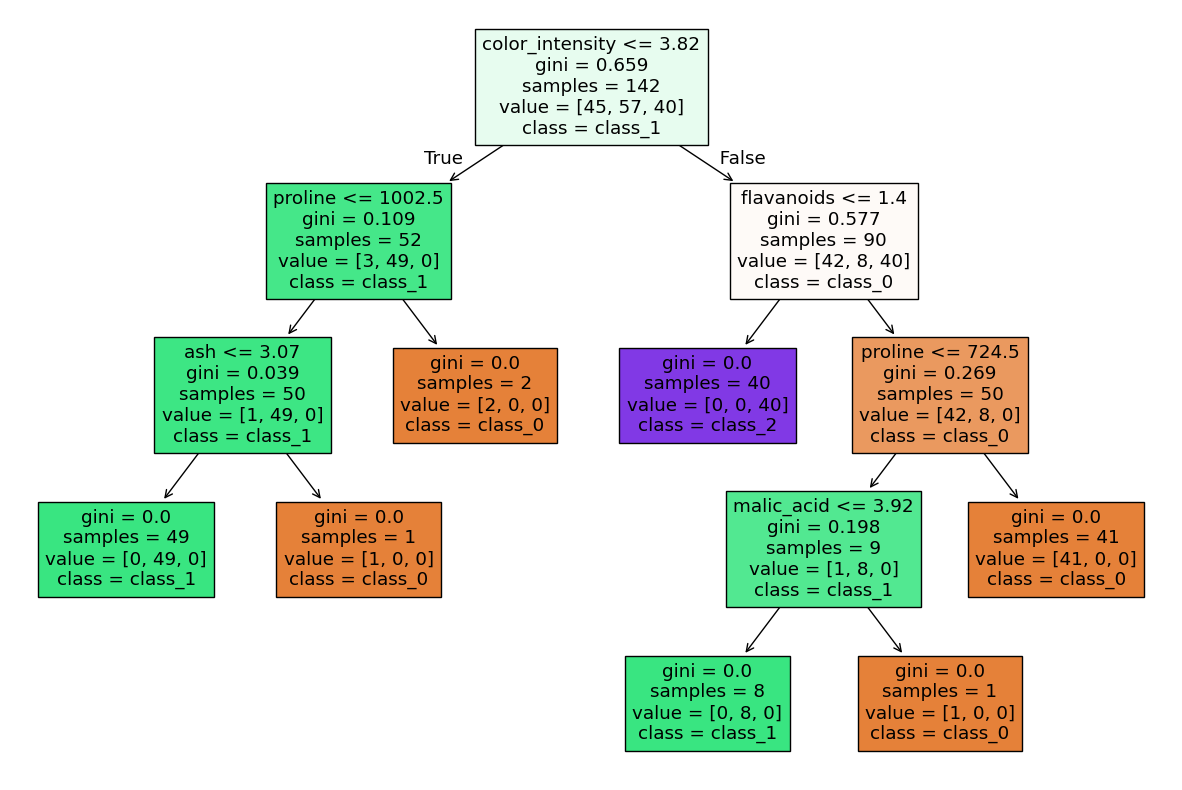 color_intensity <= 3.82
gini = 0.659
samples = 142
value = [45, 57, 40]
class = class_1
True
False
proline <= 1002.5
gini = 0.109
samples = 52
value = [3, 49, 0]
class = class_1
flavanoids <= 1.4
gini = 0.577
samples = 90
value = [42, 8, 40]
class = class_0
ash <= 3.07
gini = 0.039
samples = 50
value = [1, 49, 0]
class = class_1
gini = 0.0
samples = 2
value = [2, 0, 0]
class = class_0
gini = 0.0
samples = 40
value = [0, 0, 40]
class = class_2
proline <= 724.5
gini = 0.269
samples = 50
value = [42, 8, 0]
class = class_0
gini = 0.0
samples = 49
value = [0, 49, 0]
class = class_1
gini = 0.0
samples = 1
value = [1, 0, 0]
class = class_0
malic_acid <= 3.92
gini = 0.198
samples = 9
value = [1, 8, 0]
class = class_1
gini = 0.0
samples = 41
value = [41, 0, 0]
class = class_0
gini = 0.0
samples = 8
value = [0, 8, 0]
class = class_1
gini = 0.0
samples = 1
value = [1, 0, 0]
class = class_0